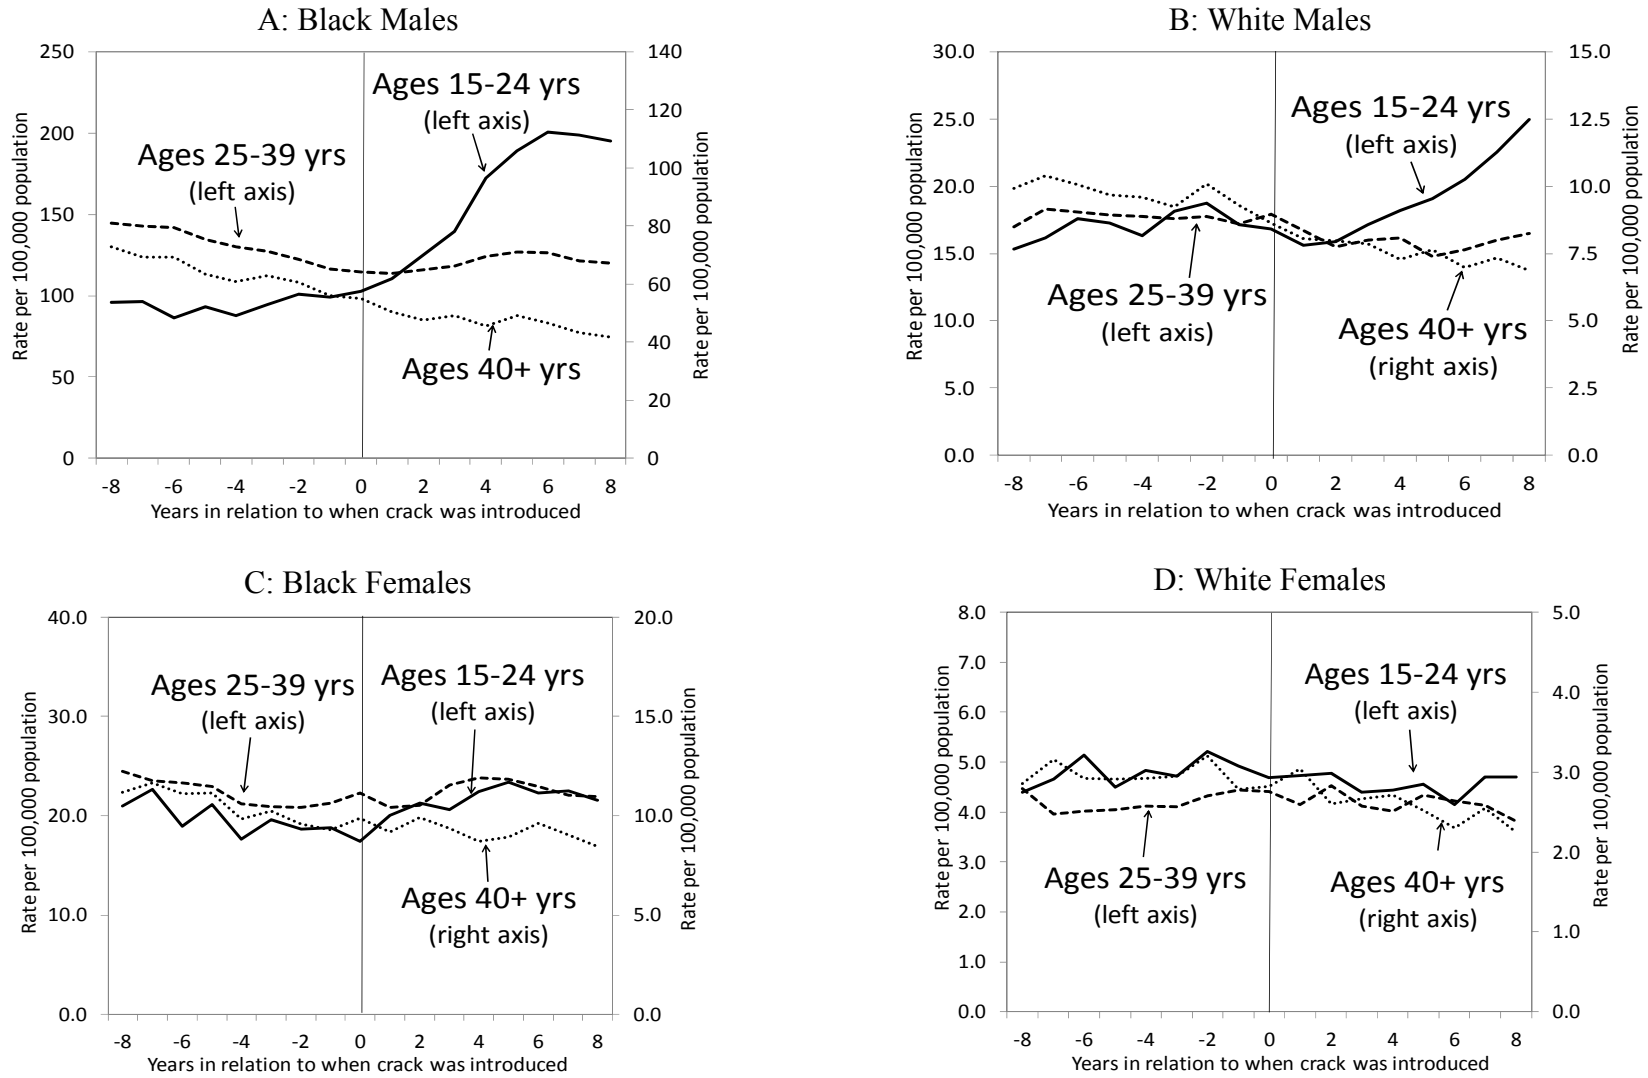 A: Black Males
250
200
150
100
50
0
140
120
100
80
60
40
20
0
Rate per 100,000 population
Rate per 100,000 population
Ages 15-24 yrs
(left axis)
Ages 25-39 yrs
(left axis)
Ages 40+ yrs
-8 -6 -4 -2 0 2 4 6 8
Years in relation to when crack was introduced
B: White Males
30.0
25.0
20.0
15.0
10.0
5.0
0.0
15.0
12.5
10.0
7.5
5.0
2.5
0.0
Rate per 100,000 population
Rate per 100,000 population
Ages 15-24 yrs
(left axis)
Ages 25-39 yrs
(left axis)
Ages 40+ yrs
(right axis)
-8 -6 -4 -2 0 2 4 6 8
Years in relation to when crack was introduced
C: Black Females
40.0
30.0
20.0
10.0
0.0
20.0
15.0
10.0
5.0
0.0
Rate per 100,000 population
Rate per 100,000 population
Ages 25-39 yrs
(left axis)
Ages 15-24 yrs
(left axis)
Ages 40+ yrs
(right axis)
-8 -6 -4 -2 0 2 4 6 8
Years in relation to when crack was introduced
D: White Females
8.0
7.0
6.0
5.0
4.0
3.0
2.0
1.0
0.0
5.0
4.0
3.0
2.0
1.0
0.0
Rate per 100,000 population
Rate per 100,000 population
Ages 15-24 yrs
(left axis)
Ages 25-39 yrs
(left axis)
Ages 40+ yrs
(right axis)
-8 -6 -4 -2 0 2 4 6 8
Years in relation to when crack was introduced